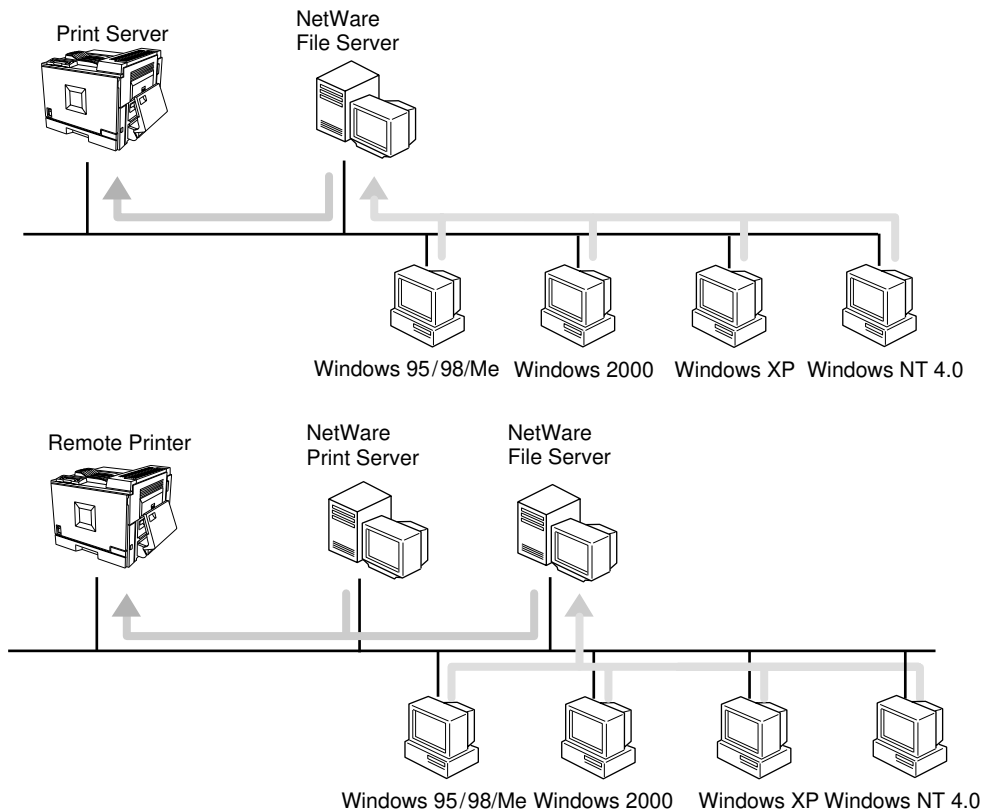 Print Server
NetWare
File Server
Windows 95/98/Me
Windows 2000
Windows XP
Windows NT 4.0
Remote Printer
NetWare
Print Server
NetWare
File Server
Windows 95/98/Me
Windows 2000
Windows XP
Windows NT 4.0